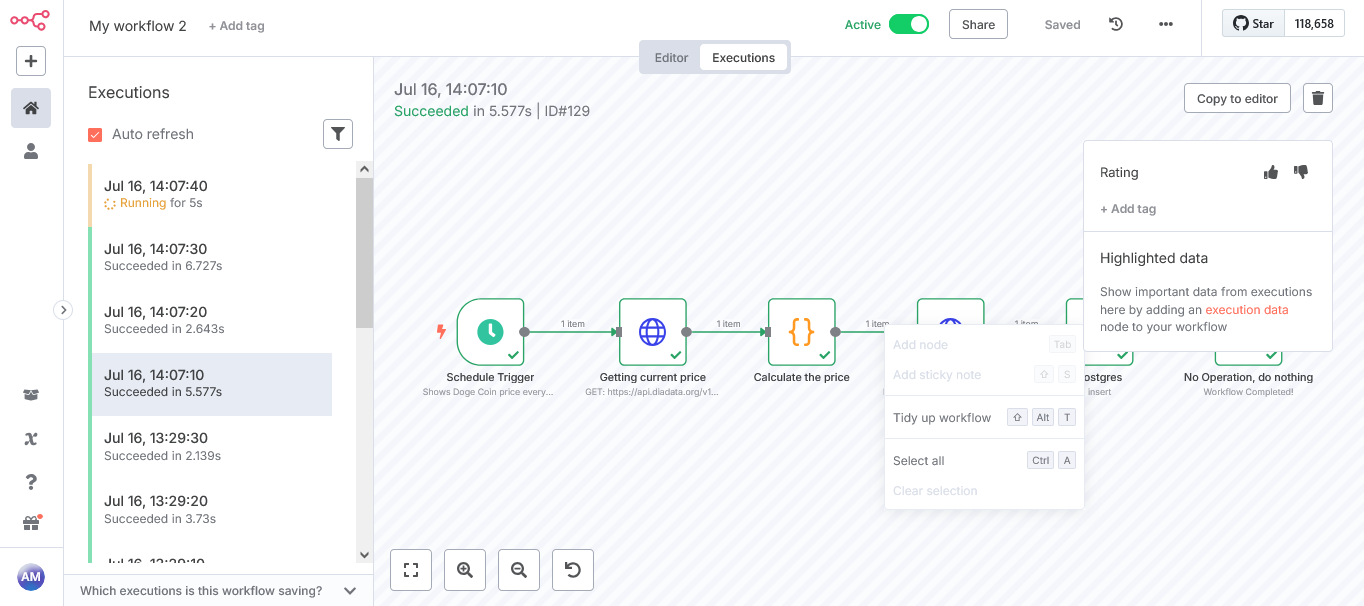 My workflow 2
+ Add tag
Active
Share
Saved
Star
118,658
Editor
Executions
Executions
Auto refresh
Jul 16, 14:07:40
Running for 5s
Jul 16, 14:07:30
Succeeded in 6.727s
Jul 16, 14:07:20
Succeeded in 2.643s
Jul 16, 14:07:10
Succeeded in 5.577s
Jul 16, 13:29:30
Succeeded in 2.139s
Jul 16, 13:29:20
Succeeded in 3.73s
Jul 16, 13:29:10
Which executions is this workflow saving?
AM
Jul 16, 14:07:10
Succeeded in 5.577s | ID#129
Copy to editor
Rating
+ Add tag
Highlighted data
Show important data from executions
here by adding an execution data
node to your workflow
1 item
1 item
1 item
1 item
Schedule Trigger
Shows Doge Coin price every...
Getting current price
GET: https://api.diadata.org/v1...
Calculate the price
ostgres
insert
No Operation, do nothing
Workflow Completed!
Add node
Tab
Add sticky note
S
Tidy up workflow
Alt
T
Select all
Ctrl
A
Clear selection